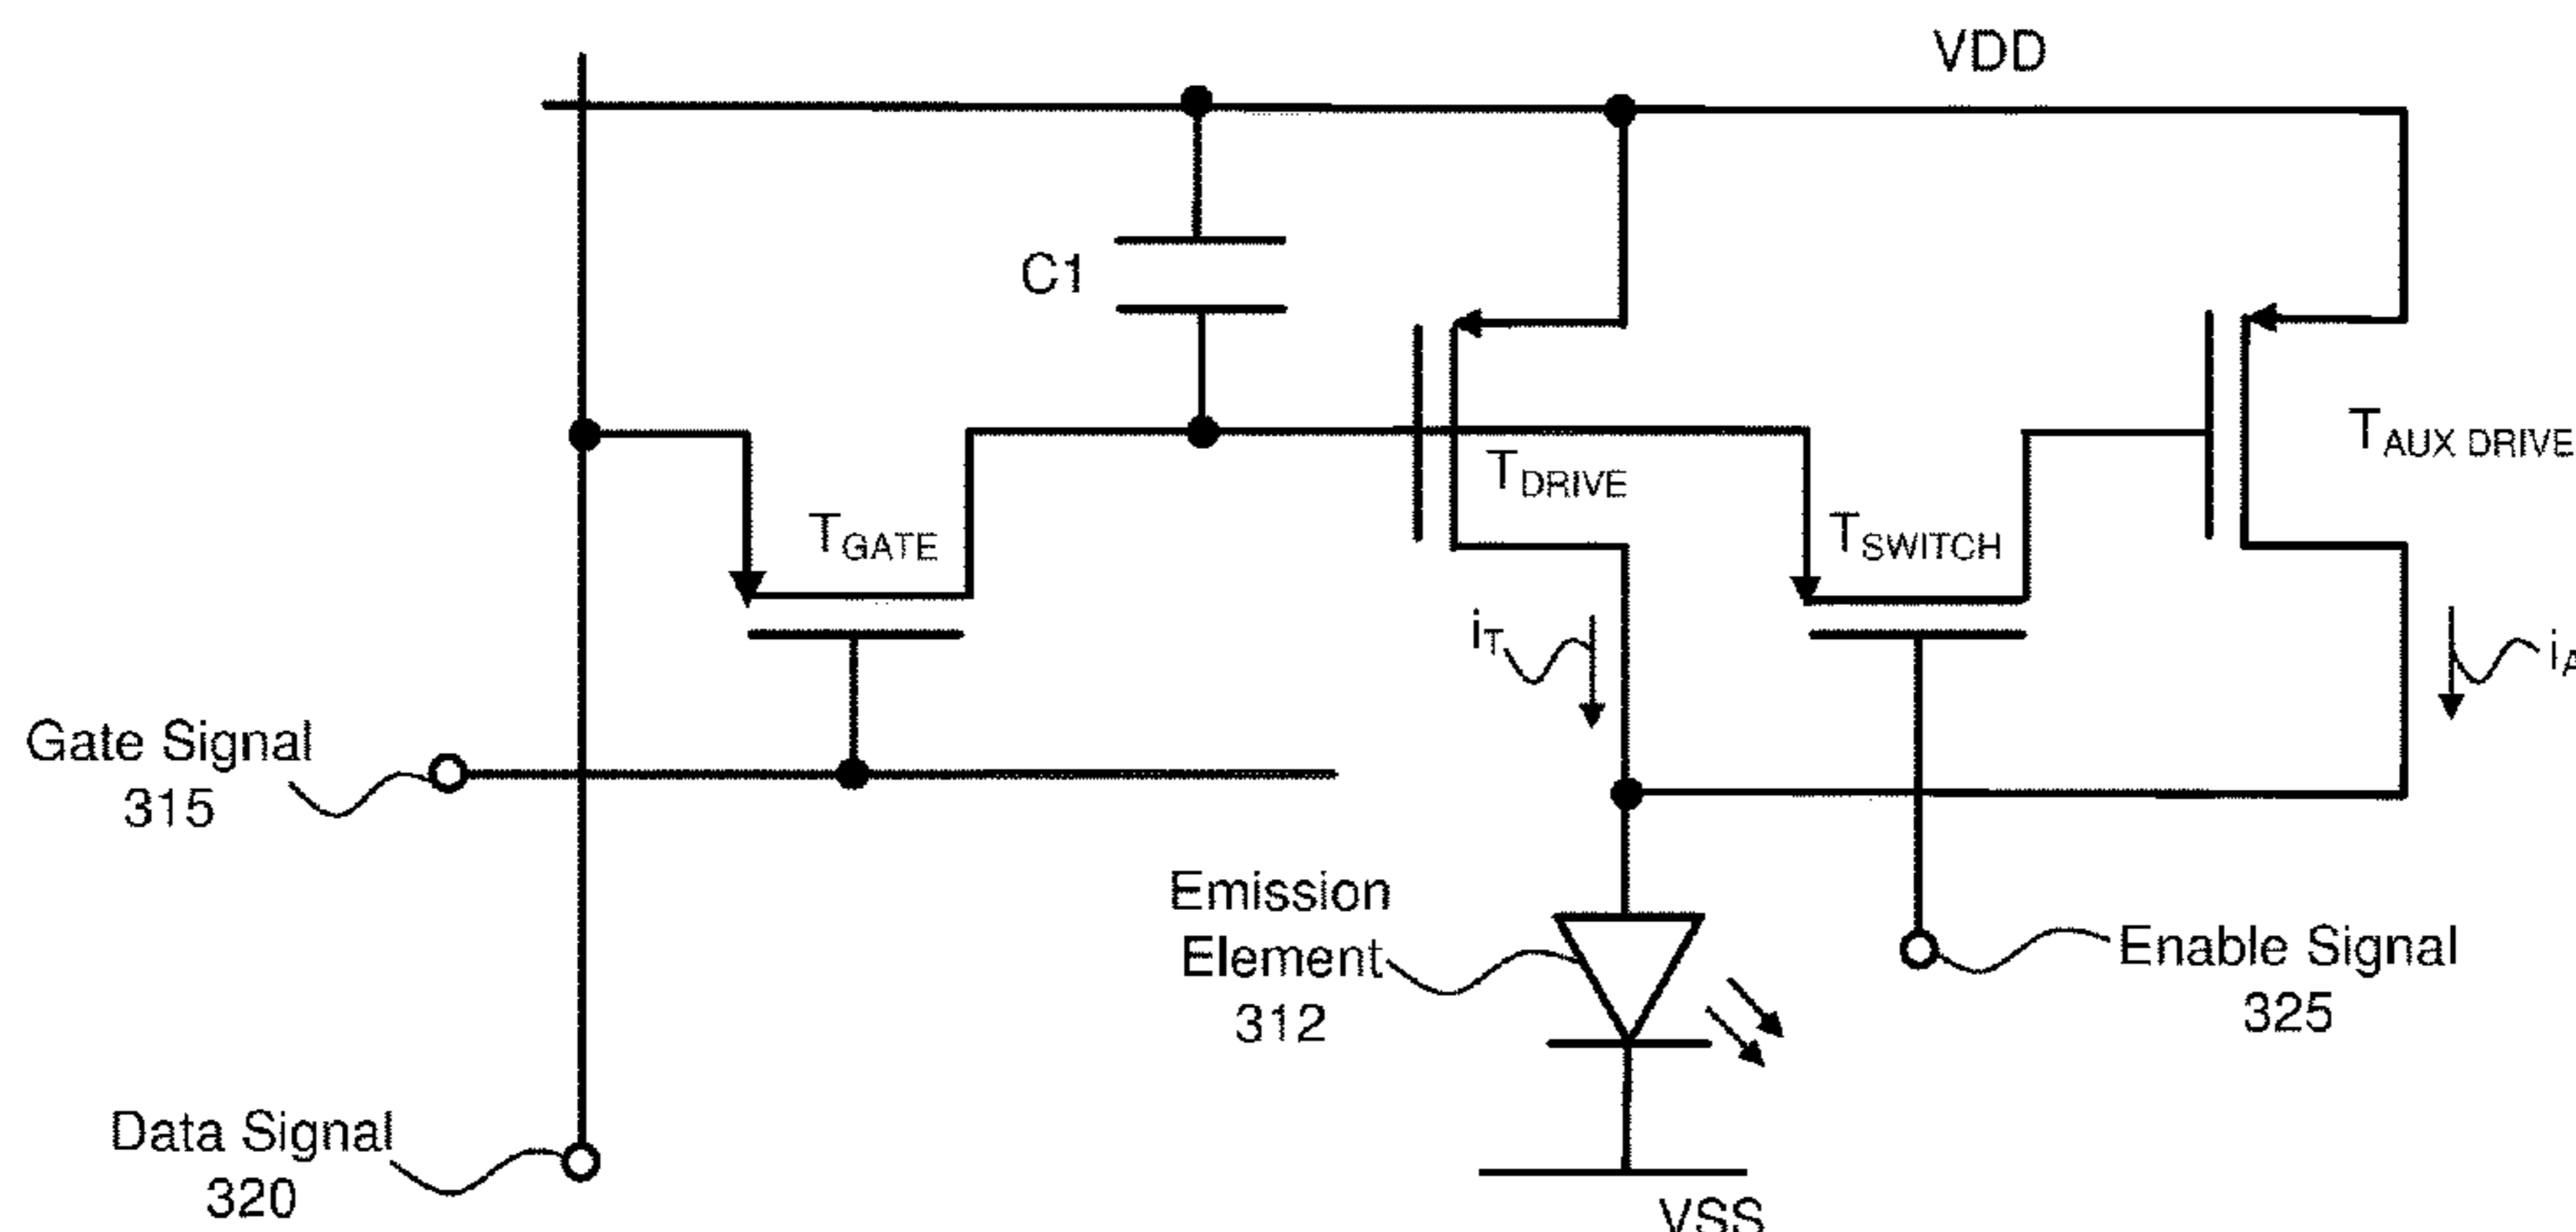 VDD
C1
TAUX DRIVE
TDRIVE
TGATE
TSWITCH
iT
iA
Gate Signal
315
Emission
Element
312
Enable Signal
325
Data Signal
320
VSS